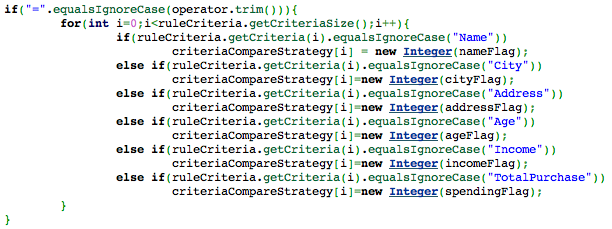 if("=".equalsIgnoreCase(operator.trim())){
for(int i=0;i<ruleCriteria.getCriteriaSize();i++){
if(ruleCriteria.getCriteria(i).equalsIgnoreCase("Name"))
criteriaCompareStrategy[i] = new Integer(nameFlag);
else if(ruleCriteria.getCriteria(i).equalsIgnoreCase("City"))
criteriaCompareStrategy[i]=new Integer(cityFlag);
else if(ruleCriteria.getCriteria(i).equalsIgnoreCase("Address"))
criteriaCompareStrategy[i]=new Integer(addressFlag);
else if(ruleCriteria.getCriteria(i).equalsIgnoreCase("Age"))
criteriaCompareStrategy[i]=new Integer(ageFlag);
else if(ruleCriteria.getCriteria(i).equalsIgnoreCase("Income"))
criteriaCompareStrategy[i]=new Integer(incomeFlag);
else if(ruleCriteria.getCriteria(i).equalsIgnoreCase("TotalPurchase"))
criteriaCompareStrategy[i]=new Integer(spendingFlag);
}
}